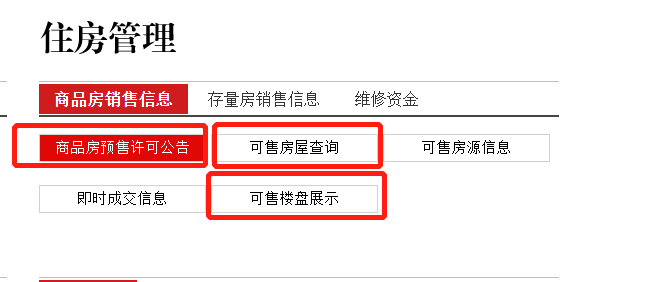 住房管理
商品房销售信息 存量房销售信息 维修资金
商品房预售许可公告 可售房屋查询 可售房源信息
即时成交信息 可售楼盘展示